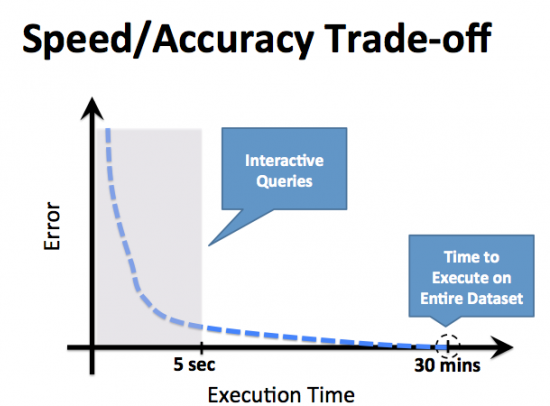 Speed/Accuracy Trade-off
Interactive
Queries
Error
Time to
Execute on
Entire Dataset
5 sec
30 mins
Execution Time